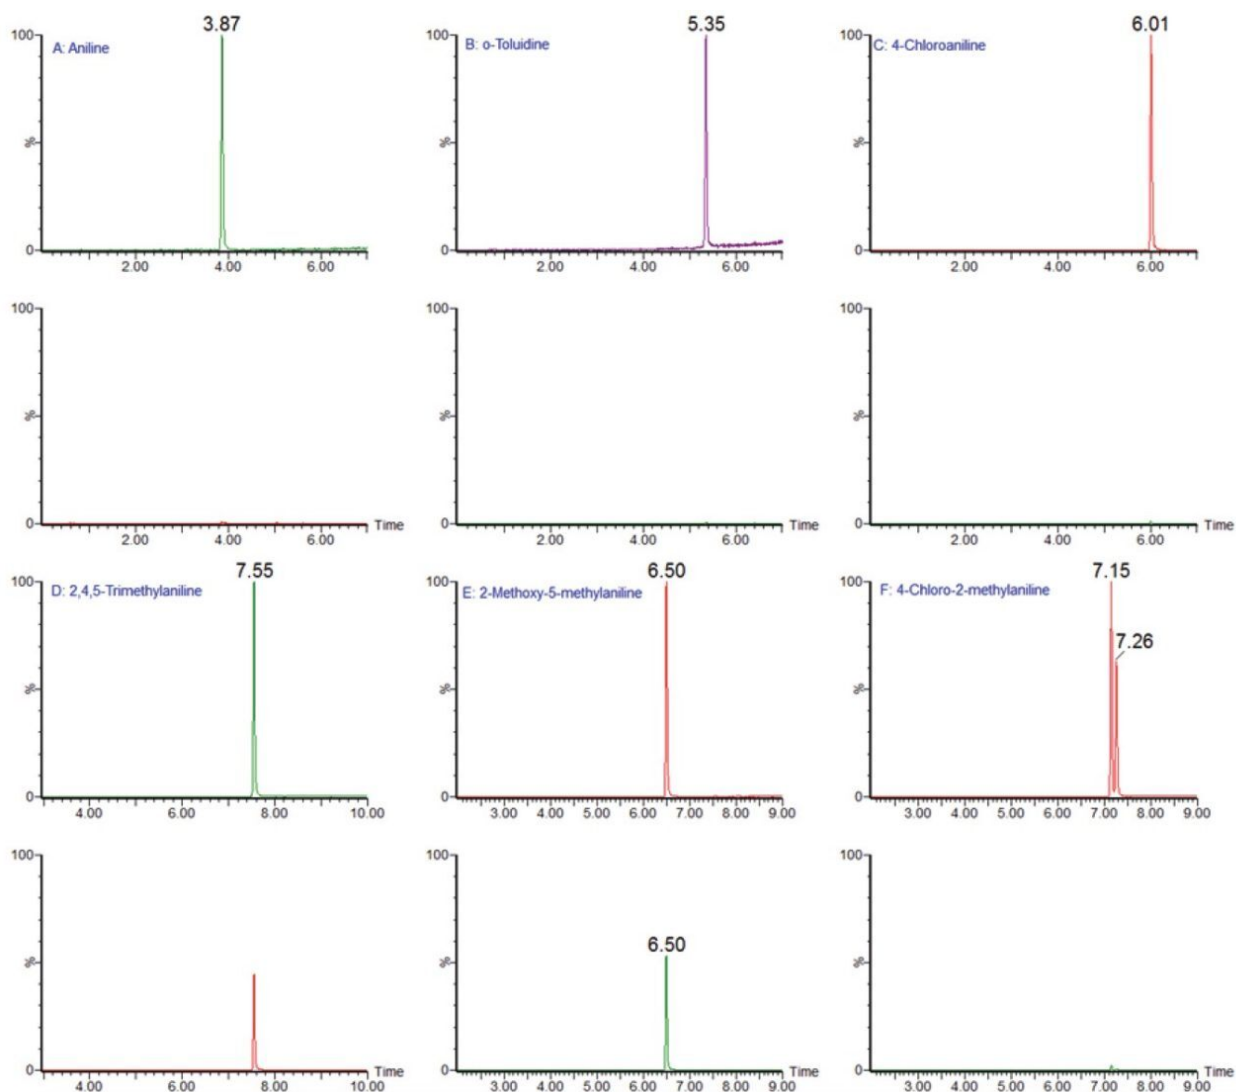 3.87
100
A: Aniline
%
0
2.00 4.00 6.00
5.35
100
B: o-Toluidine
%
0
2.00 4.00 6.00
6.01
100
C: 4-Chloroaniline
%
0
2.00 4.00 6.00
100
%
0
2.00 4.00 6.00 Time
100
%
0
2.00 4.00 6.00 Time
100
%
0
2.00 4.00 6.00 Time
7.55
100
D: 2,4,5-Trimethylaniline
%
0
4.00 6.00 8.00 10.00
6.50
100
E: 2-Methoxy-5-methylaniline
%
0
3.00 4.00 5.00 6.00 7.00 8.00 9.00
7.15
100
F: 4-Chloro-2-methylaniline
7.26
%
0
3.00 4.00 5.00 6.00 7.00 8.00 9.00
100
%
0
4.00 6.00 8.00 10.00 Time
100
6.50
%
0
3.00 4.00 5.00 6.00 7.00 8.00 9.00 Time
100
%
0
3.00 4.00 5.00 6.00 7.00 8.00 9.00 Time